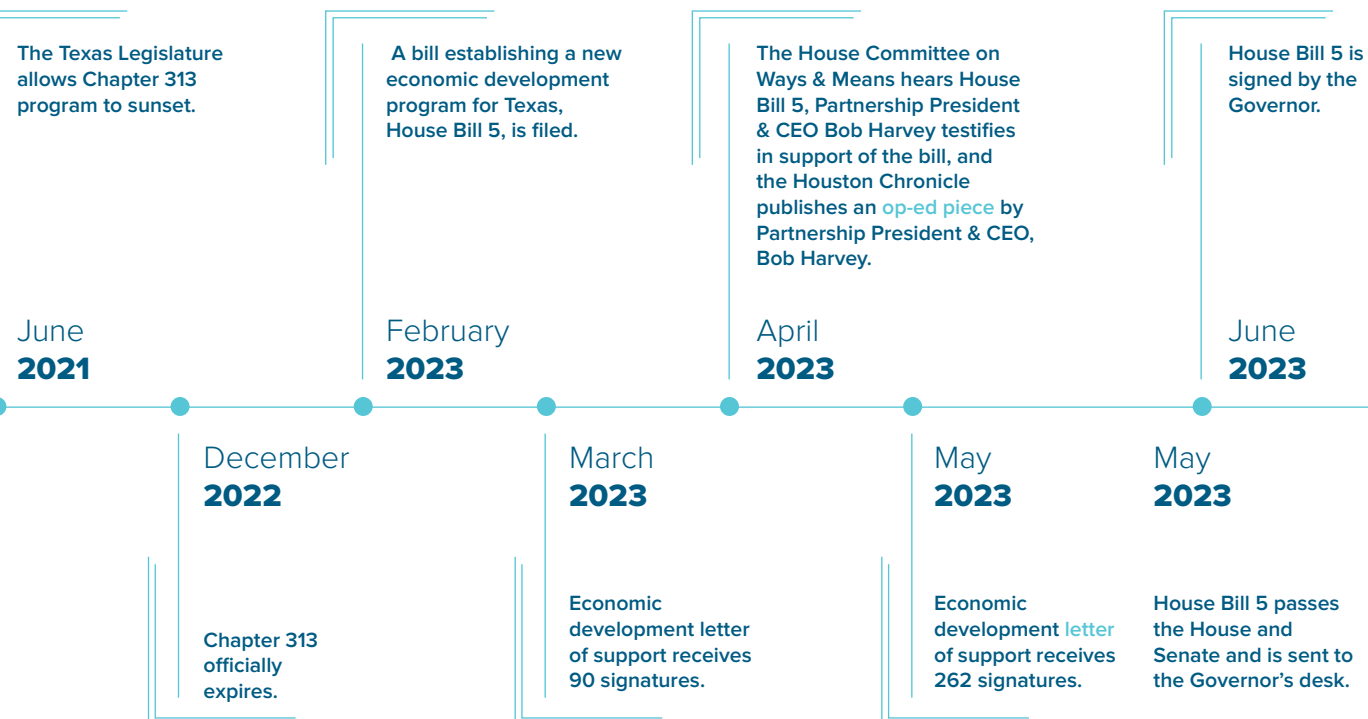 The Texas Legislature
allows Chapter 313
program to sunset.
June
2021
A bill establishing a new
economic development
program for Texas,
House Bill 5, is filed.
February
2023
The House Committee on
Ways & Means hears House
Bill 5, Partnership President
& CEO Bob Harvey testifies
in support of the bill, and
the Houston Chronicle
publishes an op-ed piece by
Partnership President & CEO,
Bob Harvey.
April
2023
House Bill 5 is
signed by the
Governor.
June
2023
December
2022
Chapter 313
officially
expires.
March
2023
Economic
development letter
of support receives
90 signatures.
May
2023
Economic
development letter
of support receives
262 signatures.
May
2023
House Bill 5 passes
the House and
Senate and is sent to
the Governor’s desk.